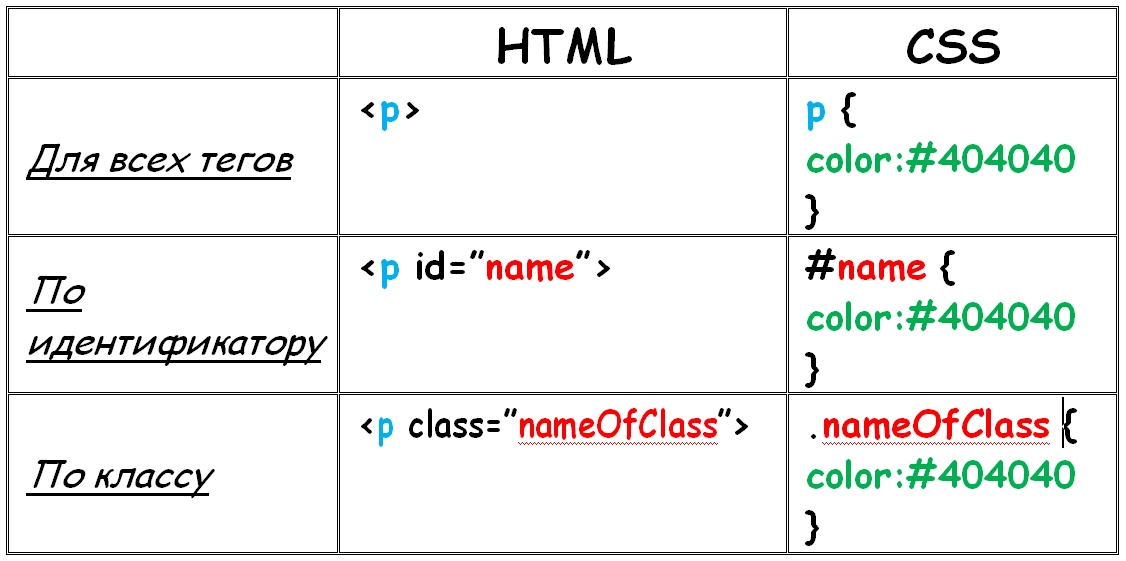 HTML CSS
Для всех тегов
<p>
p {
color:#404040
}
По
идентификатору
<p id=”name”>
#name {
color:#404040
}
По классу
<p class=”nameOfClass”>
.nameOfClass {
color:#404040
}